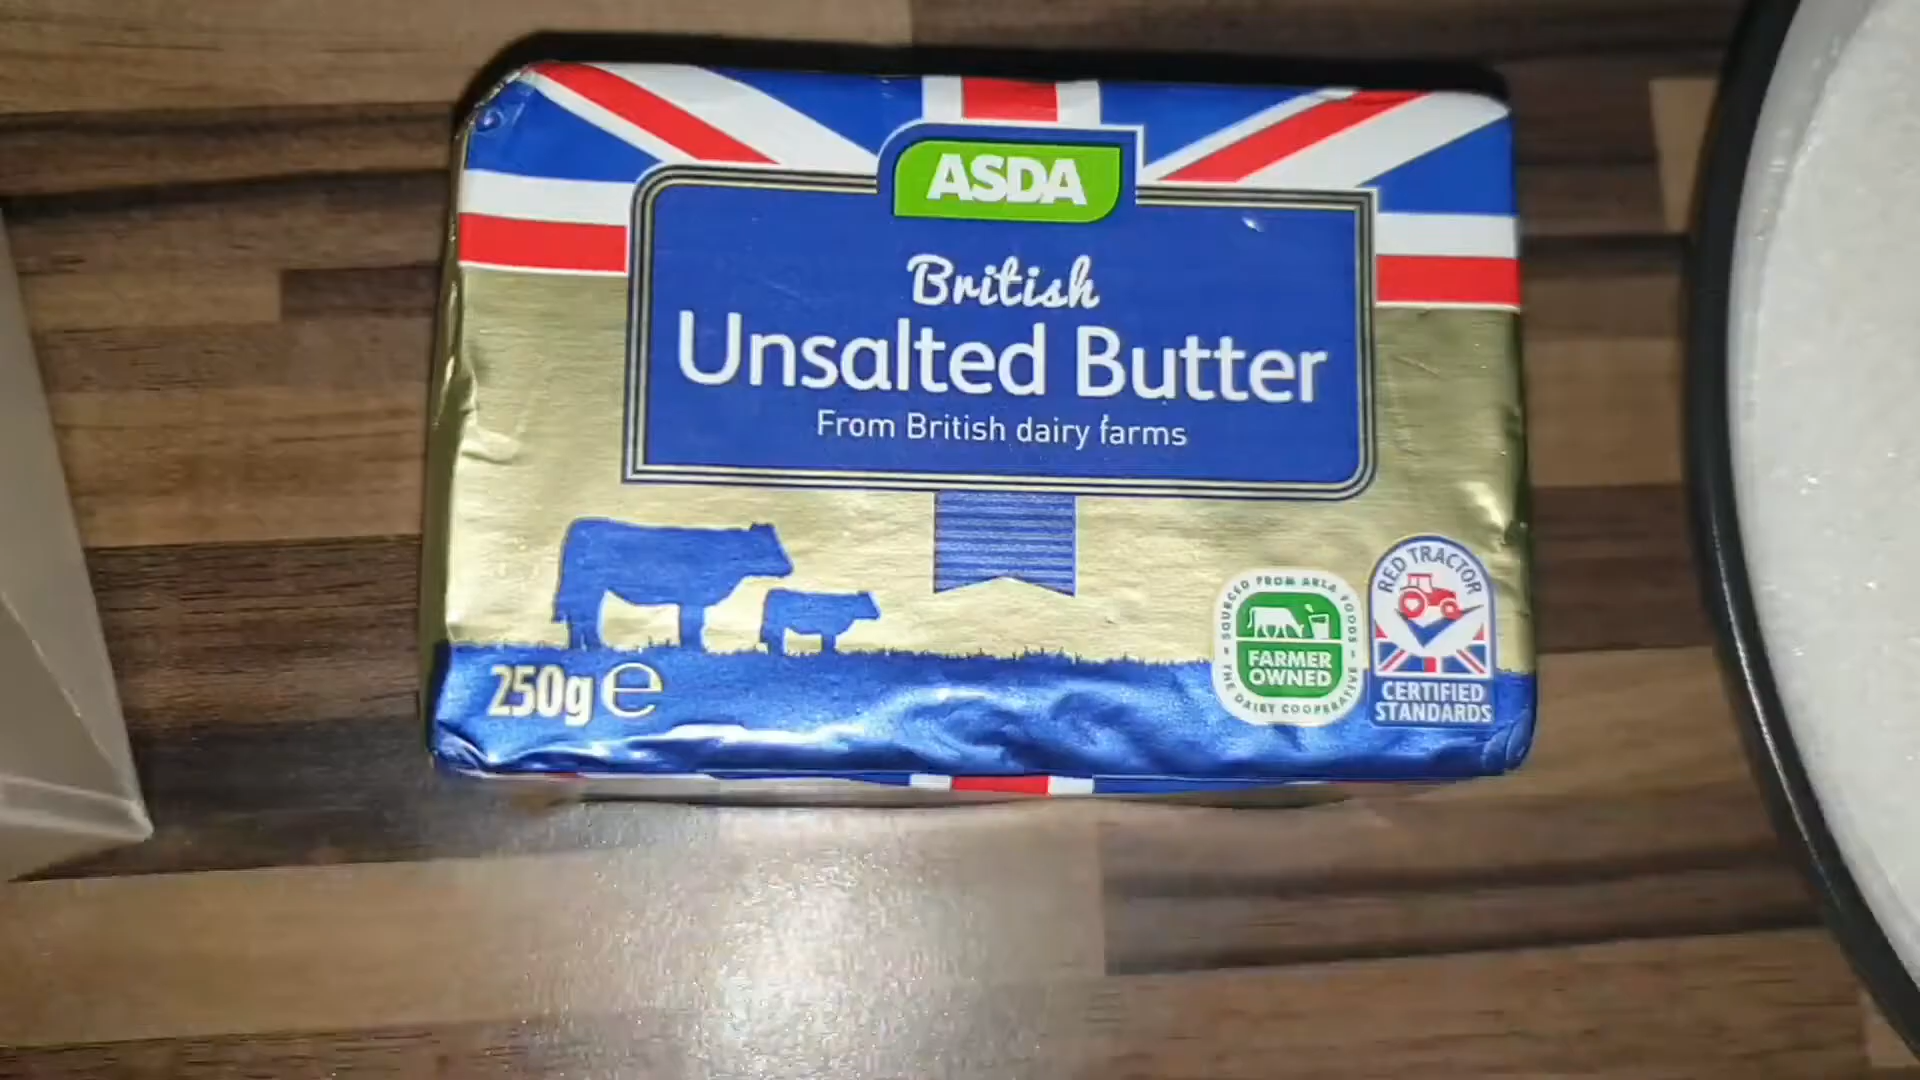 ASDA
British
Unsalted Butter
From British dairy farms
250g ℮
SOURCED FROM ARLA FOODS
FARMER
OWNED
THE DAIRY COOPERATIVE
RED TRACTOR
CERTIFIED
STANDARDS